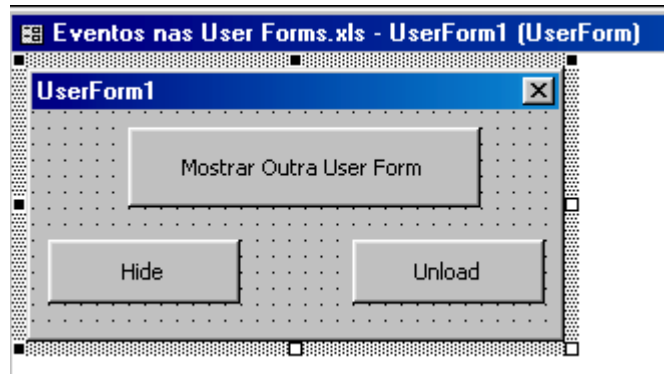 Eventos nas User Forms.xls - UserForm1 (UserForm)
UserForm1
Mostrar Outra User Form
Hide
Unload